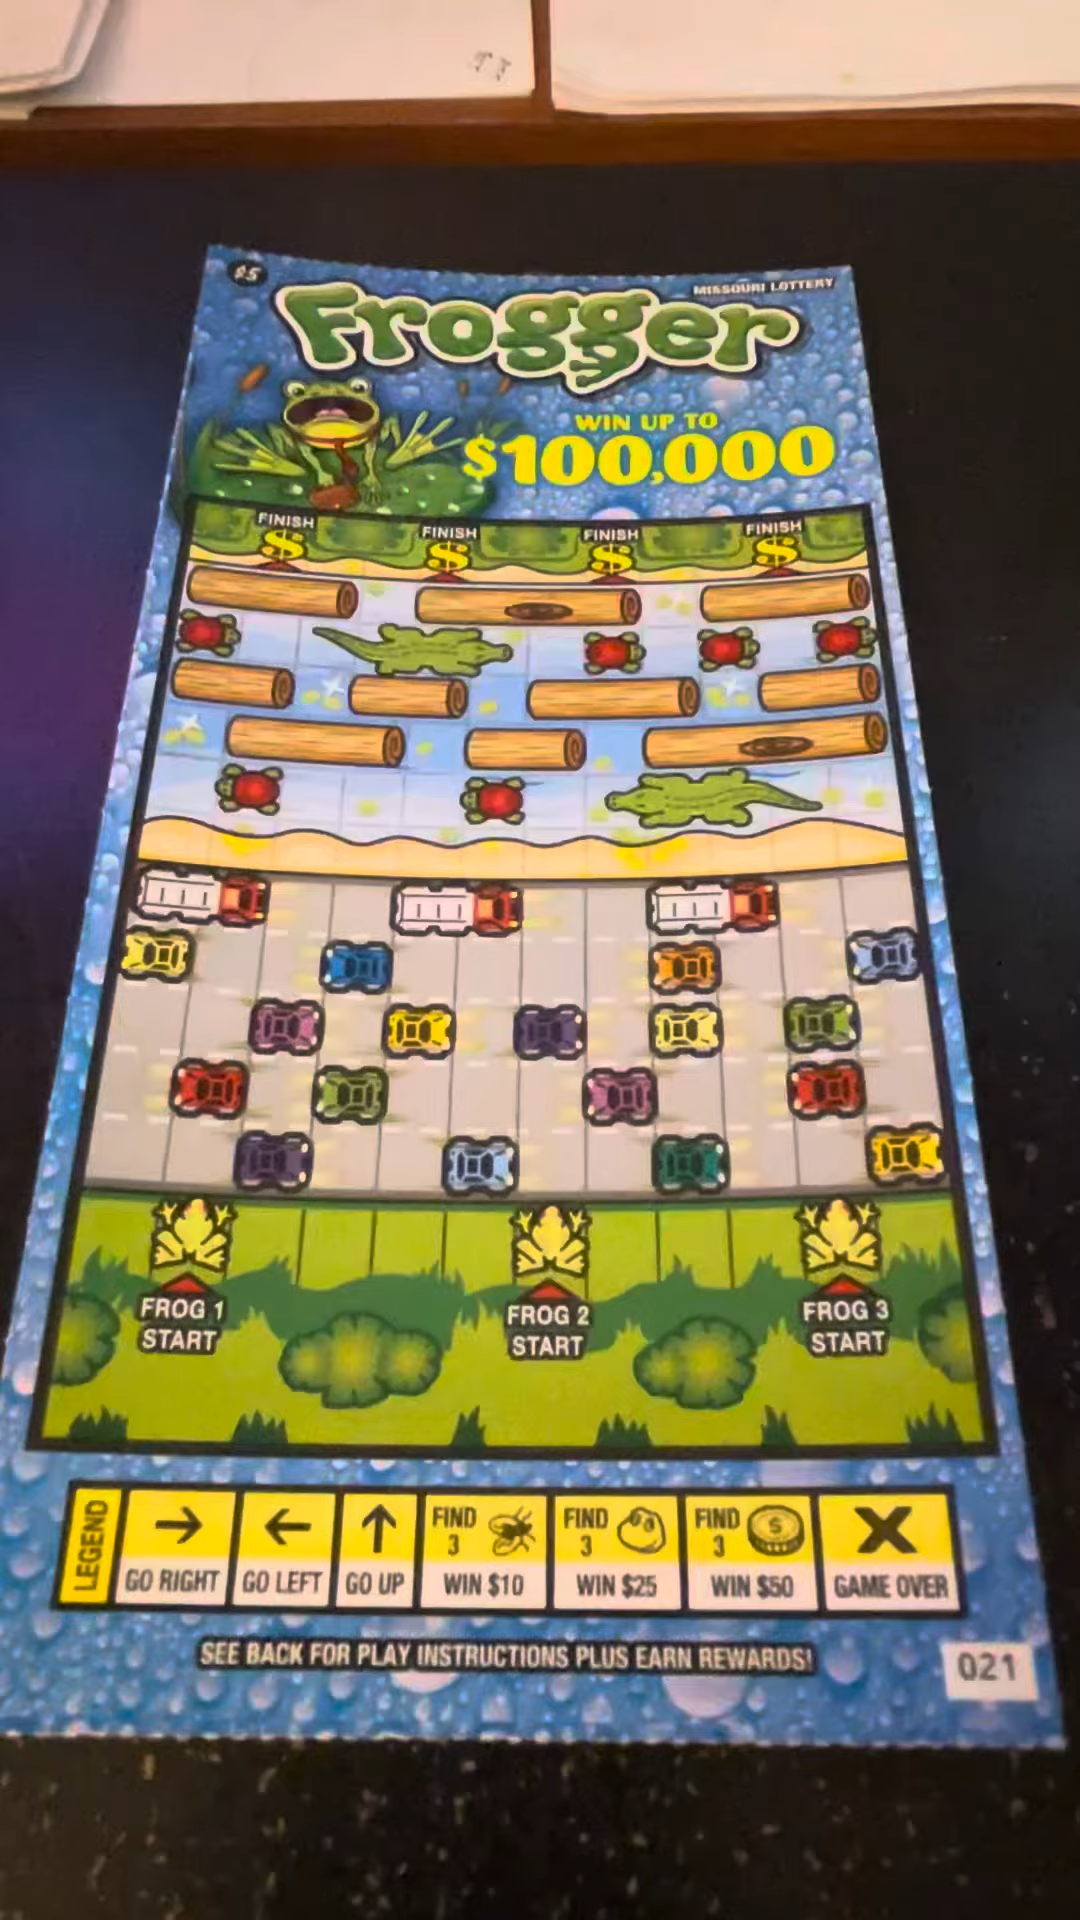 $5
MISSOURI LOTTERY
Frogger
WIN UP TO
$100,000
FINISH FINISH FINISH FINISH
$ $ $ $
FROG 1 START
FROG 2 START
FROG 3 START
LEGEND
GO RIGHT
GO LEFT
GO UP
FIND 3
WIN $10
FIND 3
WIN $25
FIND 3
$
WIN $50
X
GAME OVER
SEE BACK FOR PLAY INSTRUCTIONS PLUS EARN REWARDS!
021